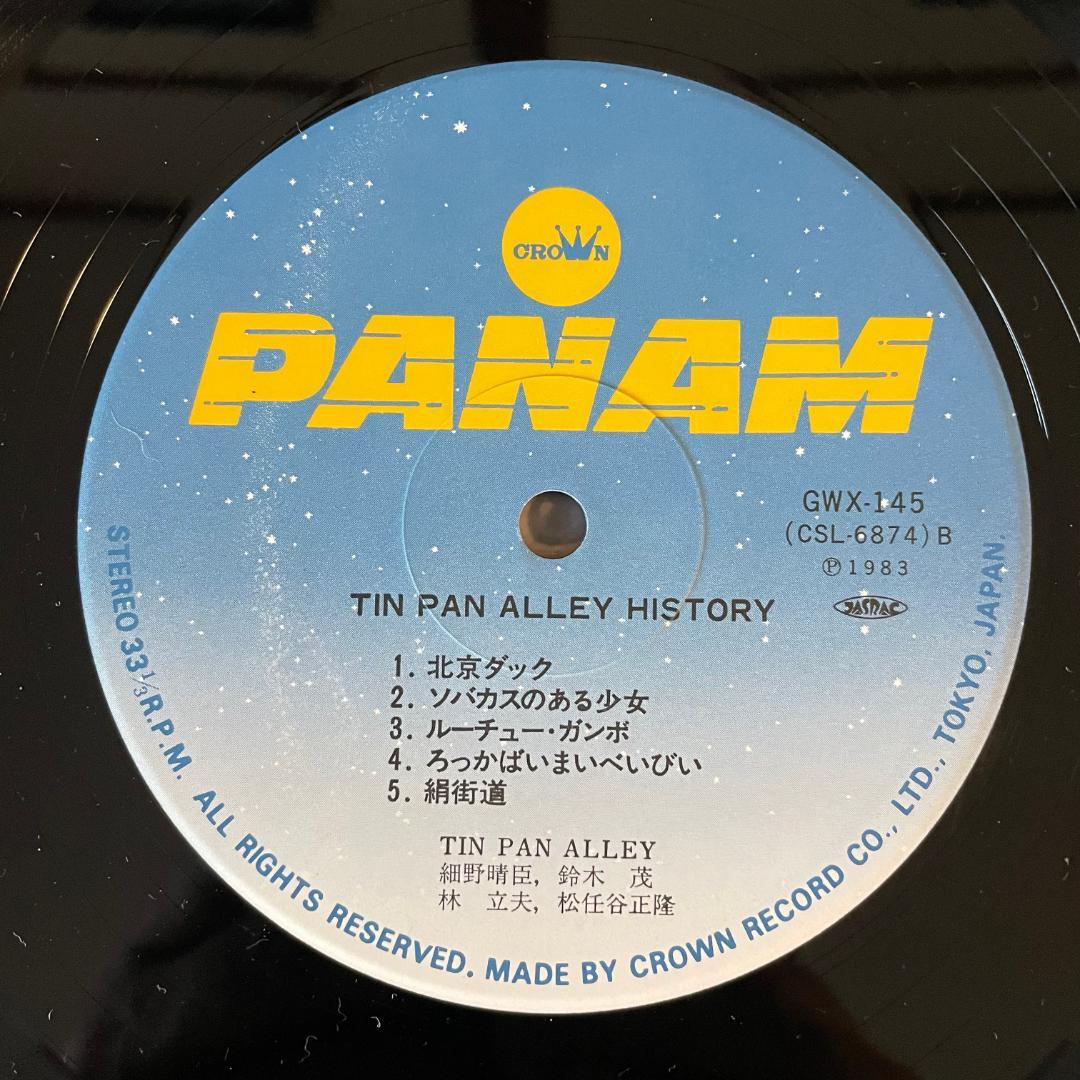 CROWN
PANAM
GWX-145
(CSL-6874) B
Ⓟ1983
TIN PAN ALLEY HISTORY
JASRAC
1. 北京ダック
2. ソバカスのある少女
3. ルーチュー・ガンボ
4. ろっかばいまいべいびい
5. 絹街道
TIN PAN ALLEY
細野晴臣, 鈴木 茂
林 立夫, 松任谷正隆
STEREO 33⅓R.P.M. ALL RIGHTS RESERVED. MADE BY CROWN RECORD CO., LTD., TOKYO, JAPAN.